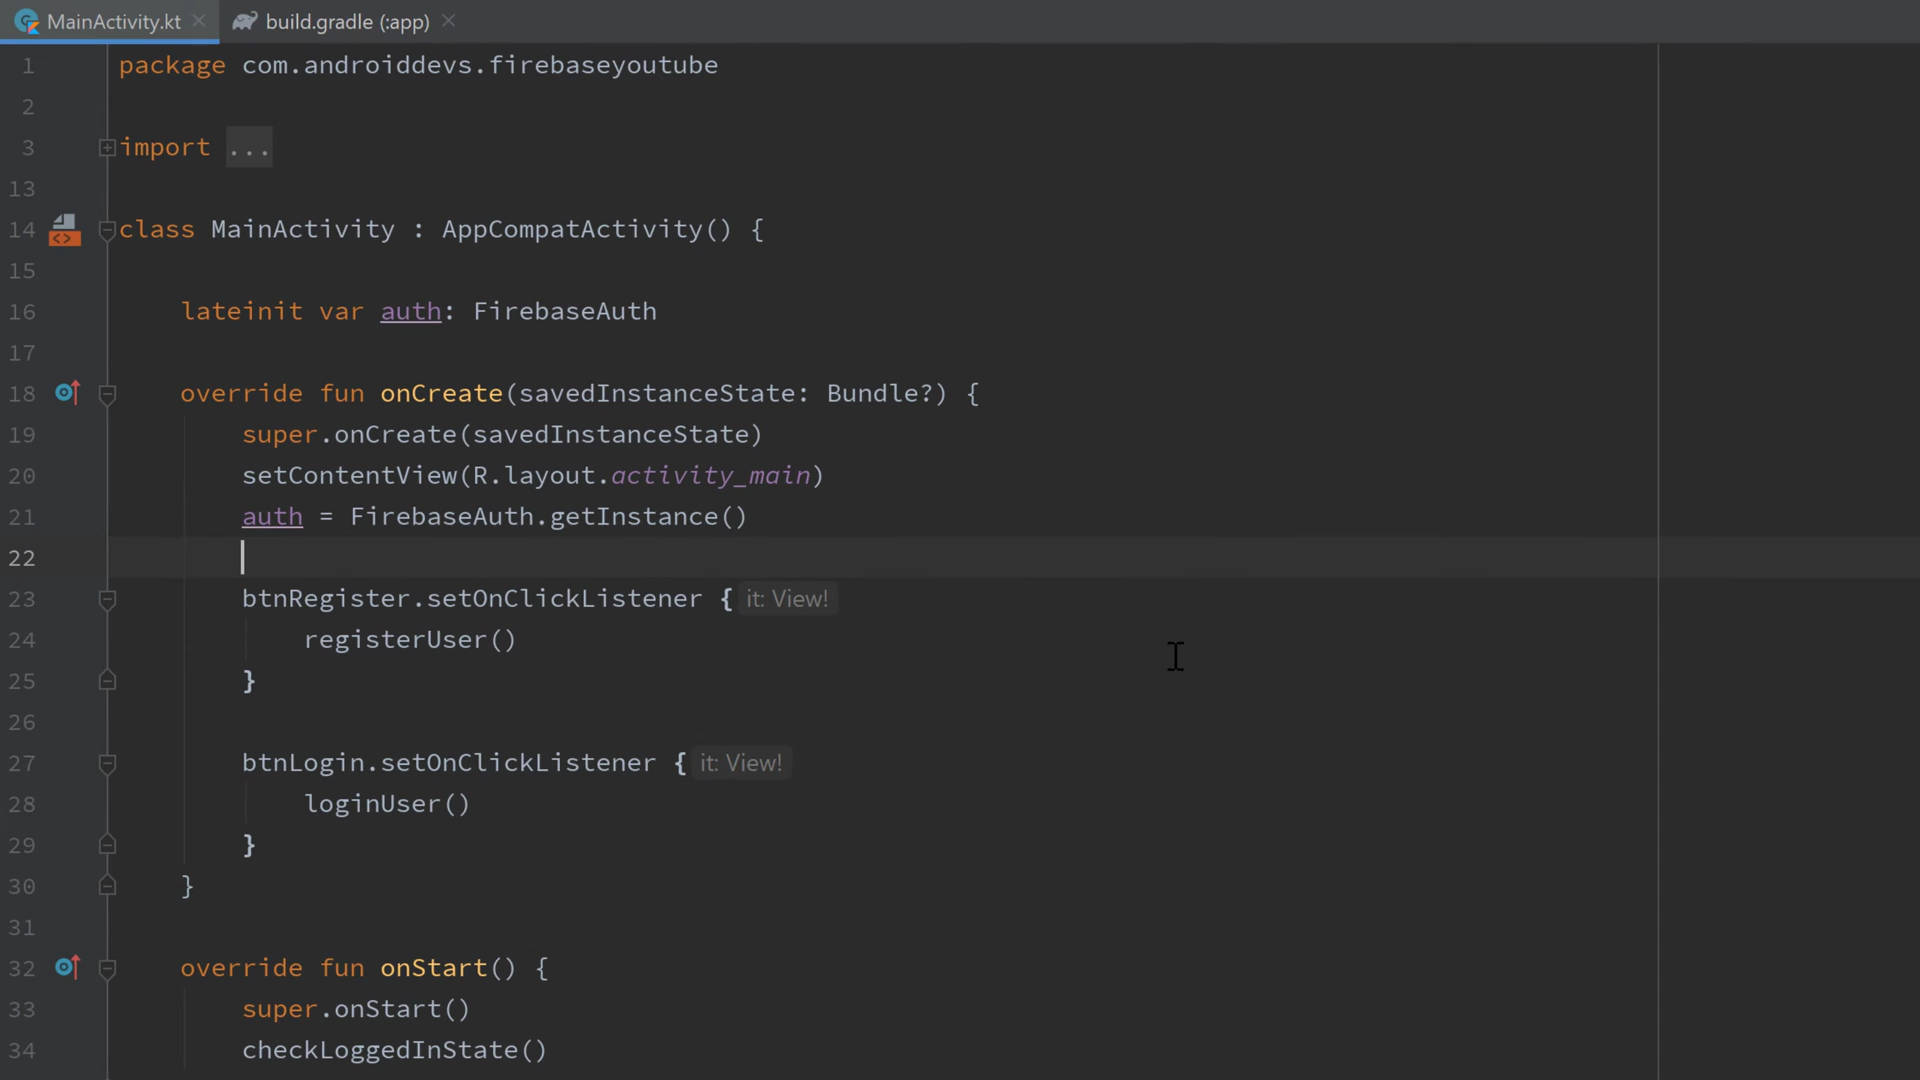 MainActivity.kt
build.gradle (:app)
1 package com.androiddevs.firebaseyoutube
2
3 import ...
13
14 class MainActivity : AppCompatActivity() {
15
16     lateinit var auth: FirebaseAuth
17
18     override fun onCreate(savedInstanceState: Bundle?) {
19         super.onCreate(savedInstanceState)
20         setContentView(R.layout.activity_main)
21         auth = FirebaseAuth.getInstance()
22
23         btnRegister.setOnClickListener { it: View!
24             registerUser()
25         }
26
27         btnLogin.setOnClickListener { it: View!
28             loginUser()
29         }
30     }
31
32     override fun onStart() {
33         super.onStart()
34         checkLoggedInState()